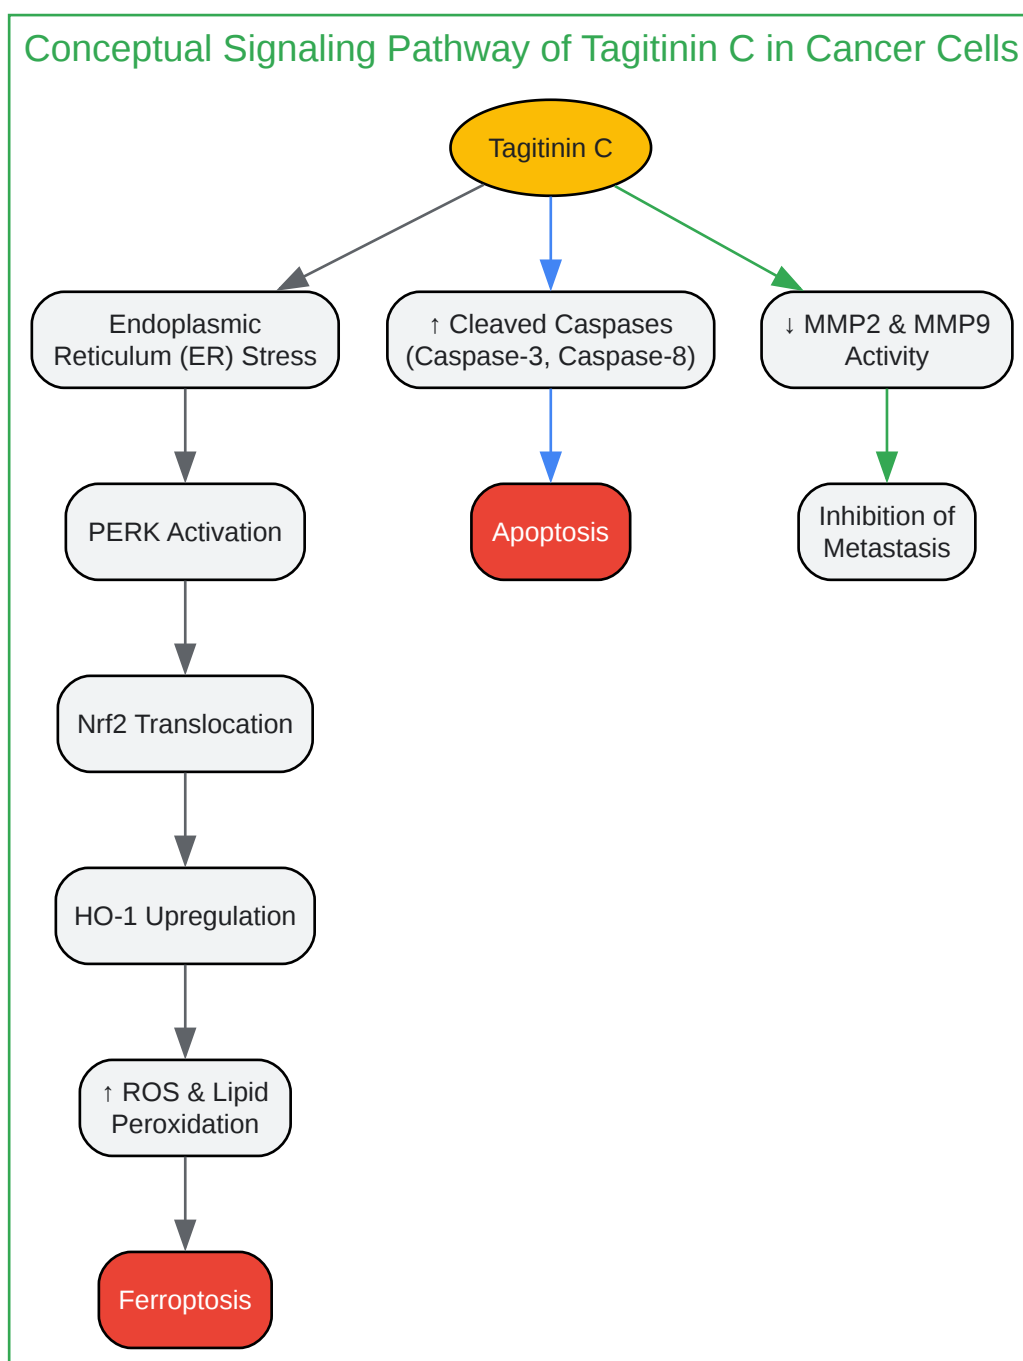 Conceptual Signaling Pathway of Tagitinin C in Cancer Cells
Tagitinin C
Endoplasmic
Reticulum (ER) Stress
↑ Cleaved Caspases
(Caspase-3, Caspase-8)
↓ MMP2 & MMP9
Activity
PERK Activation
Apoptosis
Inhibition of
Metastasis
Nrf2 Translocation
HO-1 Upregulation
↑ ROS & Lipid
Peroxidation
Ferroptosis